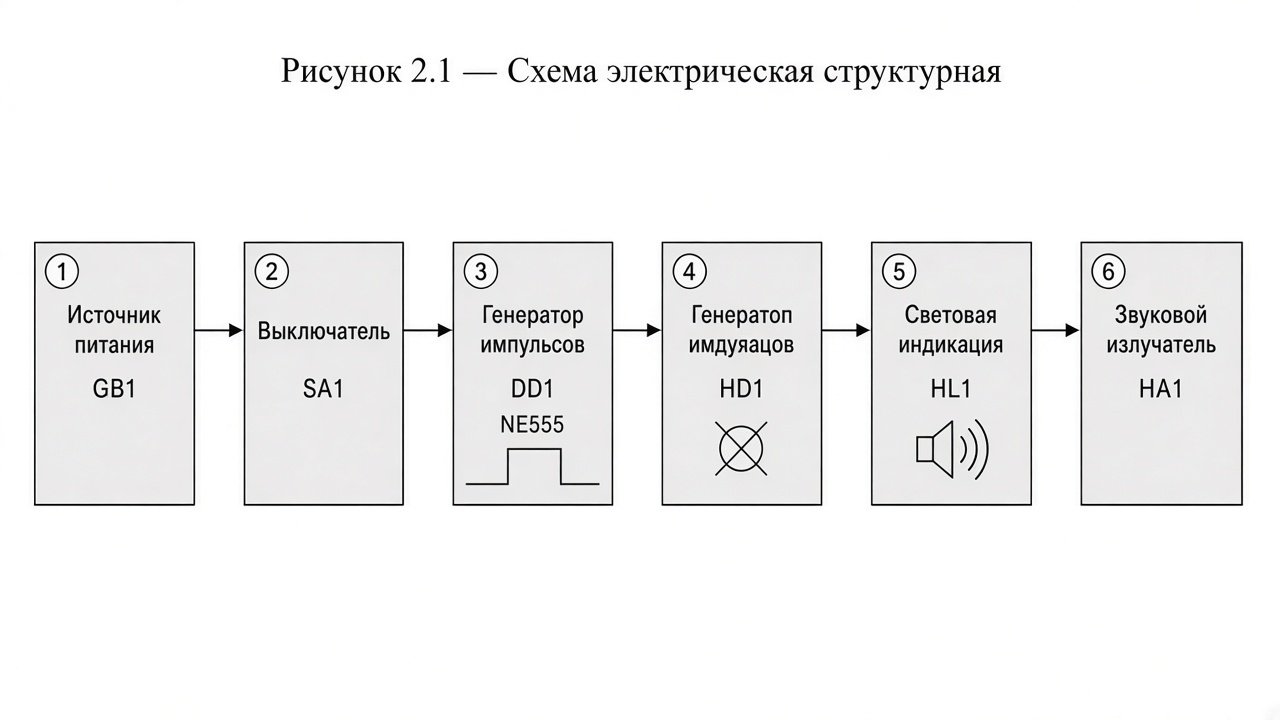 Рисунок 2.1 — Схема электрическая структурная
1
Источник
питания
GB1
2
Выключатель
SA1
3
Генератор
импульсов
DD1
NE555
4
Генератоп
имдуяацов
HD1
5
Световая
индикация
HL1
6
Звуковой
излучатель
HA1